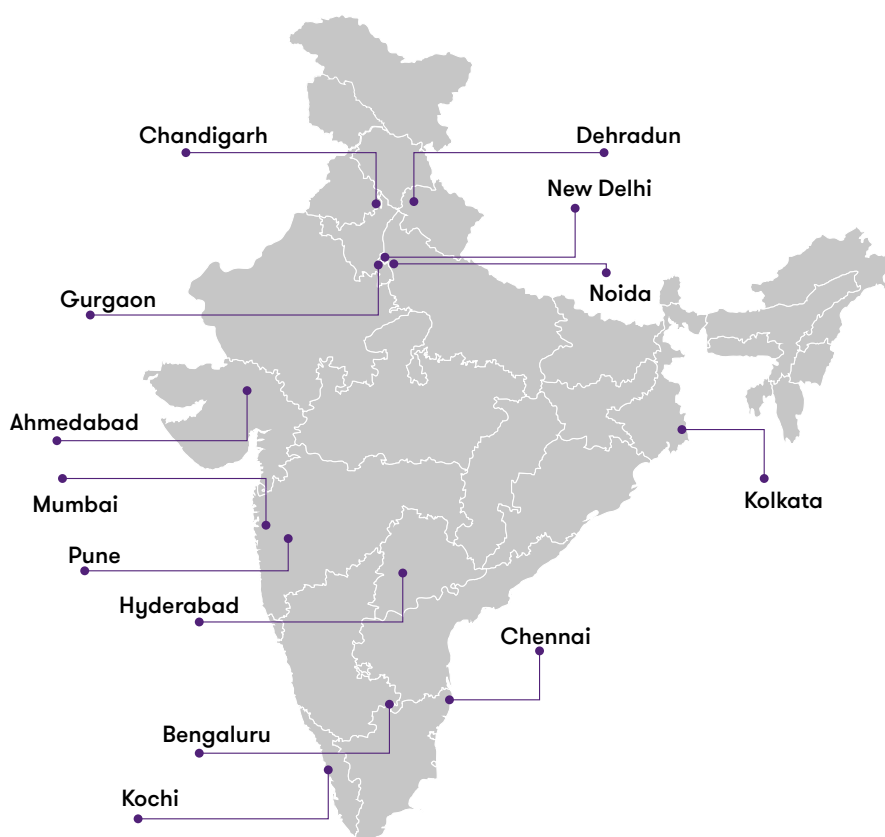 Chandigarh
Dehradun
New Delhi
Noida
Gurgaon
Ahmedabad
Mumbai
Kolkata
Pune
Hyderabad
Chennai
Bengaluru
Kochi